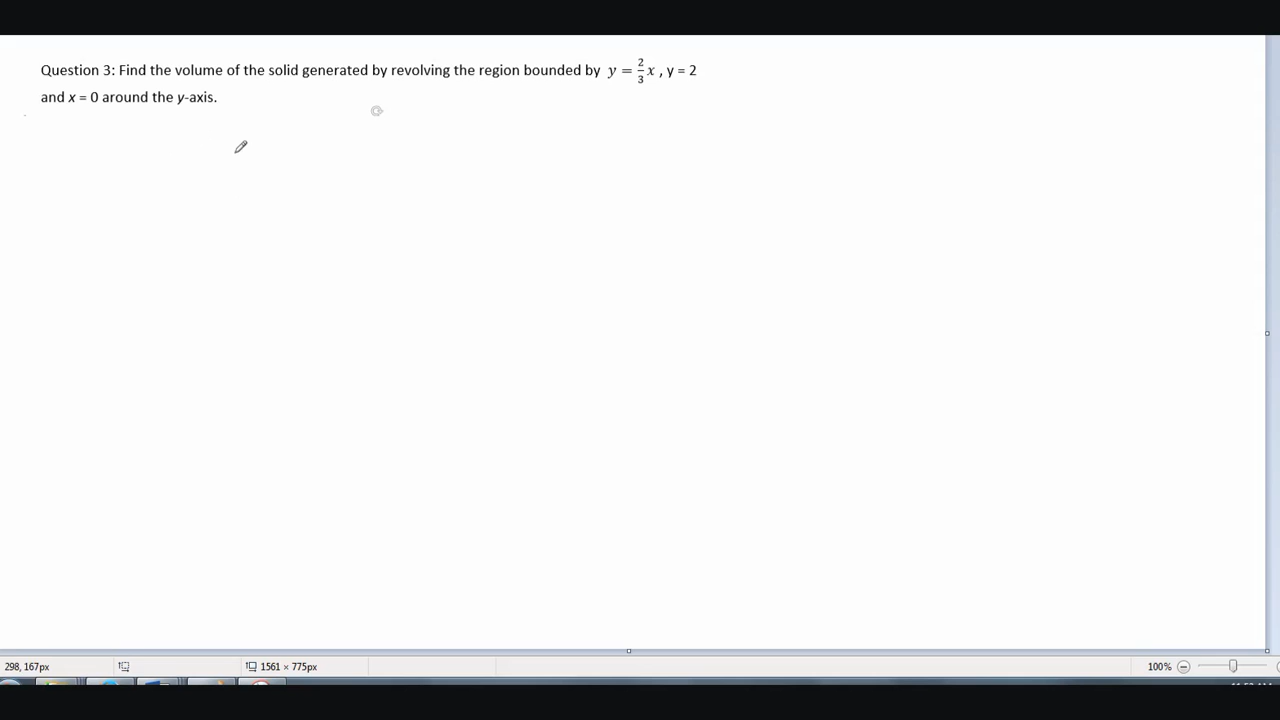 Question 3: Find the volume of the solid generated by revolving the region bounded by y = 2/3 x , y = 2
and x = 0 around the y-axis.
298, 167px
1561 × 775px
100%